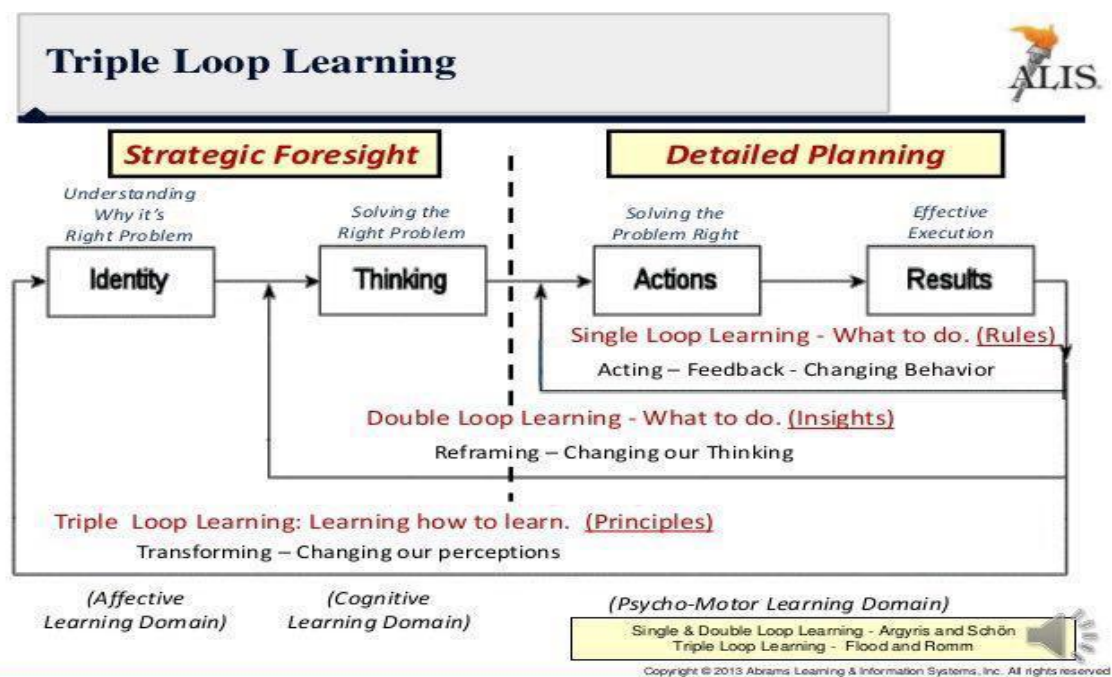 Triple Loop Learning
ALIS.
Strategic Foresight
Detailed Planning
Understanding
Why it's
Right Problem
Solving the
Right Problem
Solving the
Problem Right
Effective
Execution
Identity
Thinking
Actions
Results
Single Loop Learning - What to do. (Rules)
Acting – Feedback - Changing Behavior
Double Loop Learning - What to do. (Insights)
Reframing – Changing our Thinking
Triple Loop Learning: Learning how to learn. (Principles)
Transforming – Changing our perceptions
(Affective
Learning Domain)
(Cognitive
Learning Domain)
(Psycho-Motor Learning Domain)
Single & Double Loop Learning - Argyris and Schön
Triple Loop Learning - Flood and Romm
Copyright © 2013 Abrams Learning & Information Systems, Inc. All rights reserved